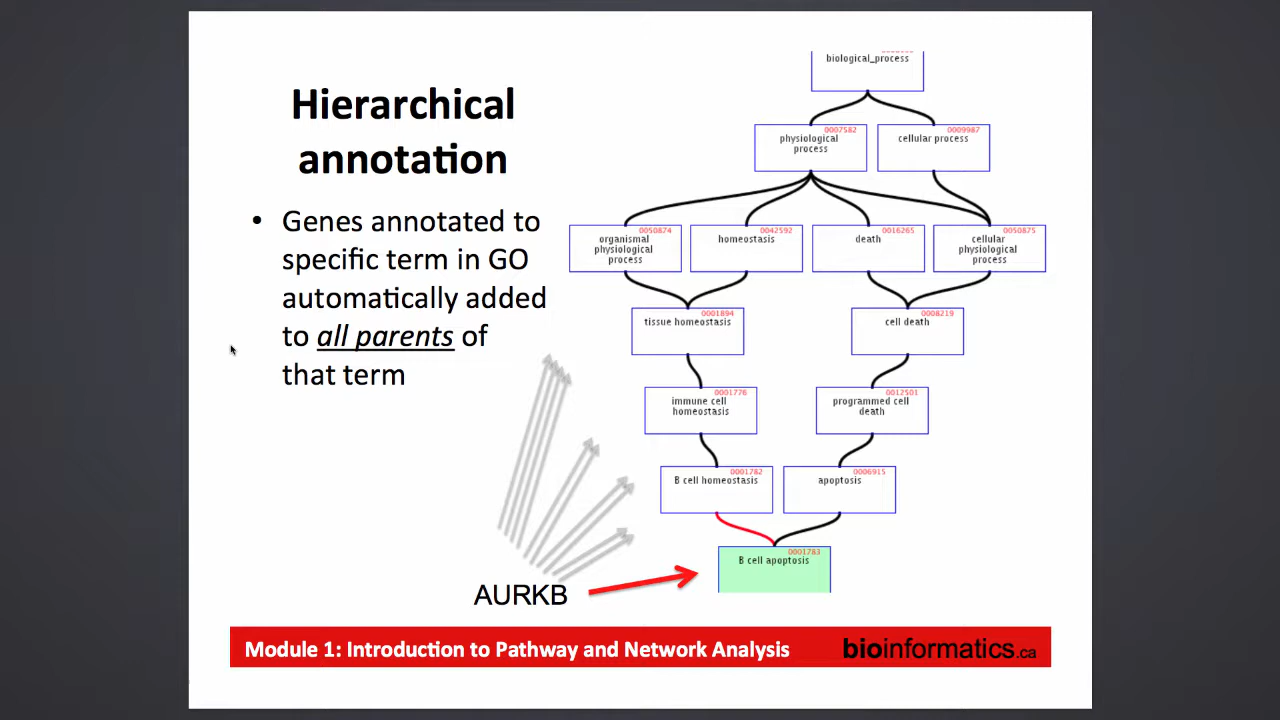 Hierarchical
annotation
• Genes annotated to
specific term in GO
automatically added
to all parents of
that term
biological_process
0007582
physiological
process
0009987
cellular process
0050874
organismal
physiological
process
0042592
homeostasis
0016265
death
0050875
cellular
physiological
process
0001894
tissue homeostasis
0008219
cell death
0001776
immune cell
homeostasis
0012501
programmed cell
death
0001782
B cell homeostasis
0006915
apoptosis
0001783
B cell apoptosis
AURKB
Module 1: Introduction to Pathway and Network Analysis
bioinformatics.ca